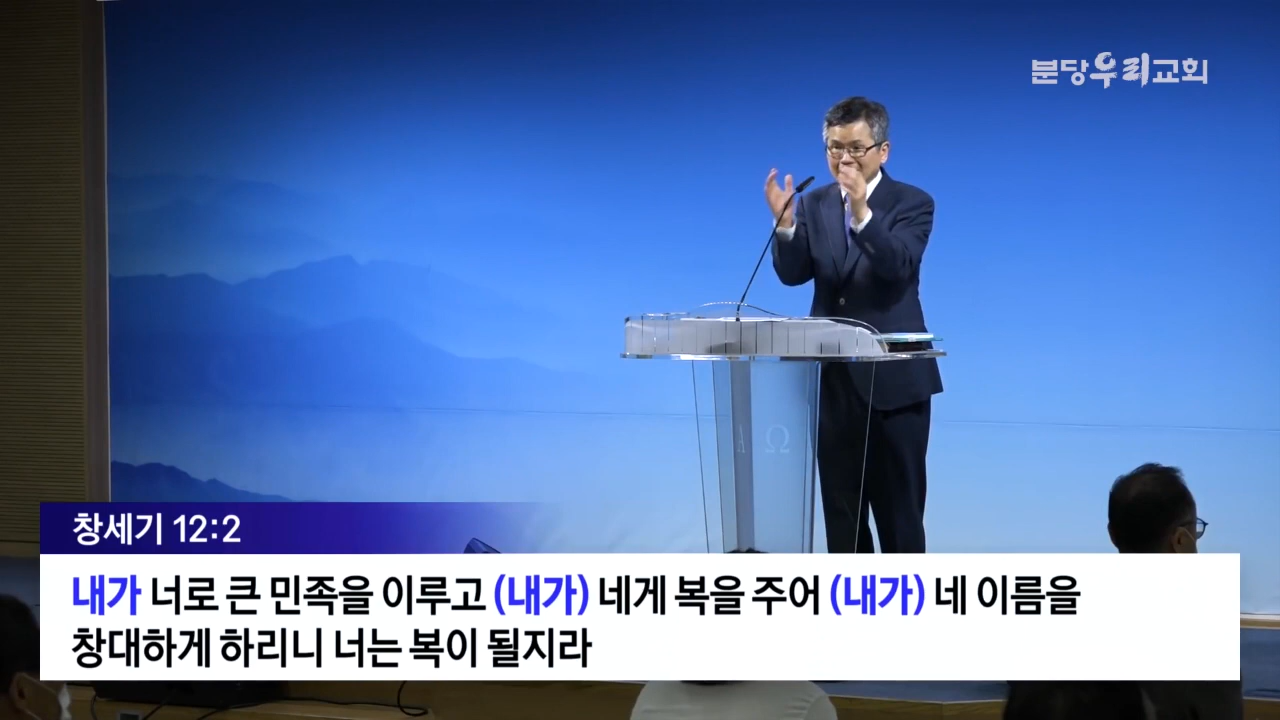 분당우리교회
A Ω
창세기 12:2
내가 너로 큰 민족을 이루고 (내가) 네게 복을 주어 (내가) 네 이름을
창대하게 하리니 너는 복이 될지라